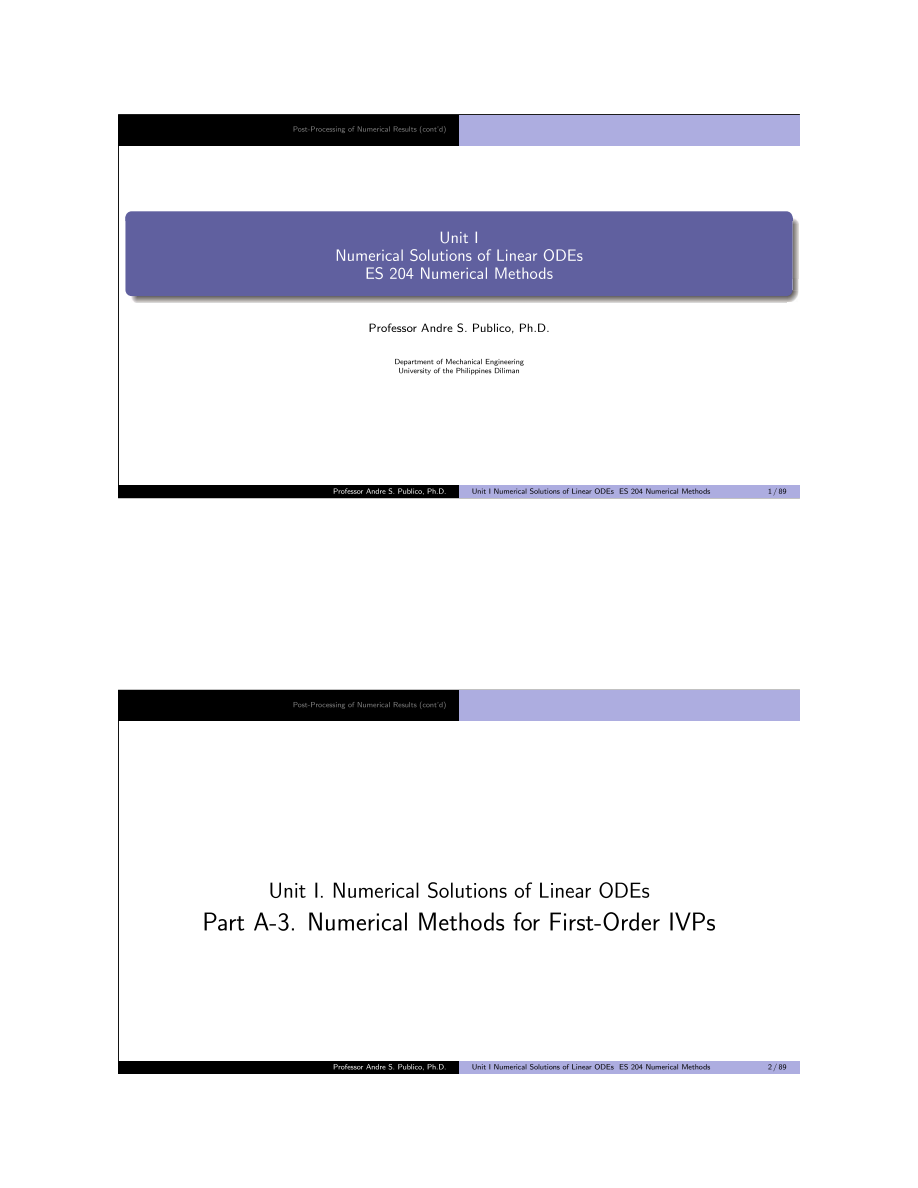 Post-Processing of Numerical Results (cont'd)
Unit I
Numerical Solutions of Linear ODEs
ES 204 Numerical Methods
Professor Andre S. Publico, Ph.D.
Department of Mechanical Engineering
University of the Philippines Diliman
Professor Andre S. Publico, Ph.D. Unit I Numerical Solutions of Linear ODEs ES 204 Numerical Methods 1 / 89
Post-Processing of Numerical Results (cont'd)
Unit I. Numerical Solutions of Linear ODEs
Part A-3. Numerical Methods for First-Order IVPs
Professor Andre S. Publico, Ph.D. Unit I Numerical Solutions of Linear ODEs ES 204 Numerical Methods 2 / 89